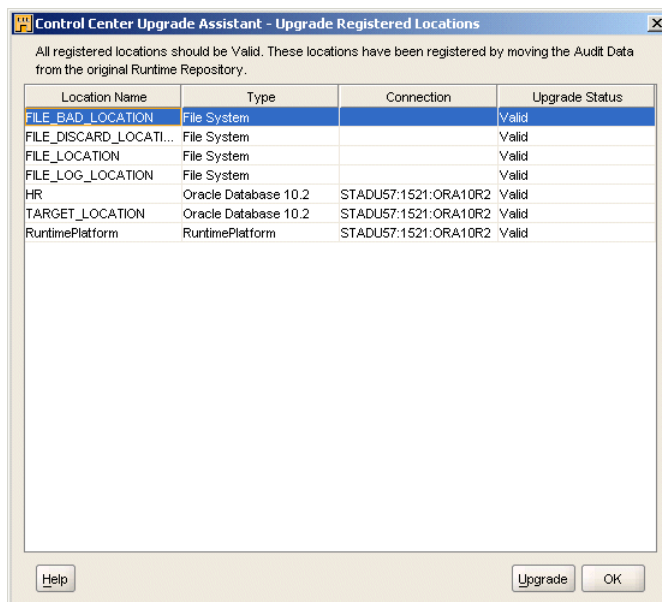 Control Center Upgrade Assistant - Upgrade Registered Locations
All registered locations should be Valid. These locations have been registered by moving the Audit Data
from the original Runtime Repository.
Location Name Type Connection Upgrade Status
FILE_BAD_LOCATION File System Valid
FILE_DISCARD_LOCATI... File System Valid
FILE_LOCATION File System Valid
FILE_LOG_LOCATION File System Valid
HR Oracle Database 10.2 STADU57:1521:ORA10R2 Valid
TARGET_LOCATION Oracle Database 10.2 STADU57:1521:ORA10R2 Valid
RuntimePlatform RuntimePlatform STADU57:1521:ORA10R2 Valid
Help Upgrade OK